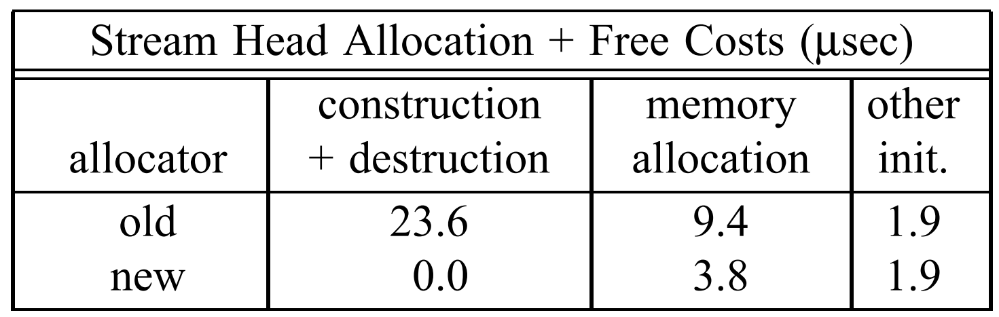 Stream Head Allocation + Free Costs (μsec)
construction memory other
allocator + destruction allocation init.
old 23.6 9.4 1.9
new 0.0 3.8 1.9